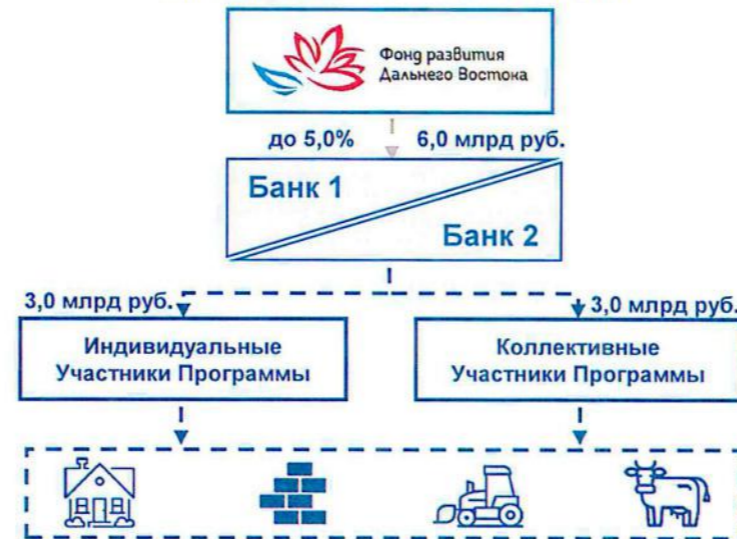 Фонд развития
Дальнего Востока
до 5,0% 6,0 млрд руб.
Банк 1
Банк 2
3,0 млрд руб. 3,0 млрд руб.
Индивидуальные
Участники Программы
Коллективные
Участники Программы